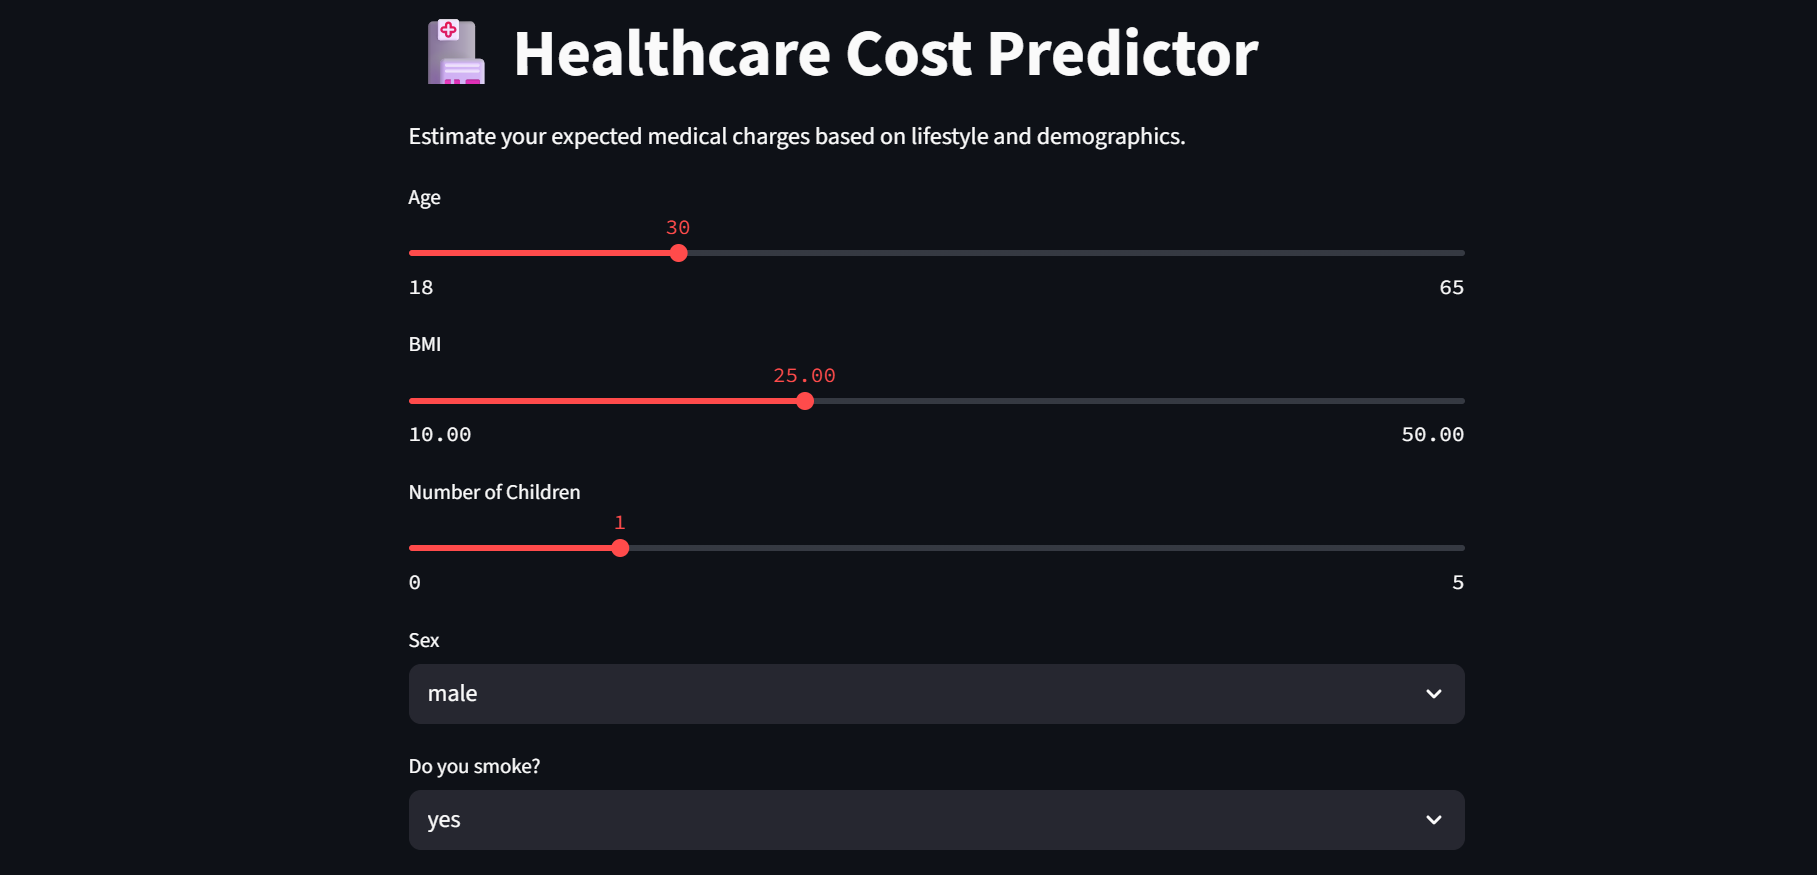 Healthcare Cost Predictor
Estimate your expected medical charges based on lifestyle and demographics.
Age
30
18 65
BMI
25.00
10.00 50.00
Number of Children
1
0 5
Sex
male
Do you smoke?
yes